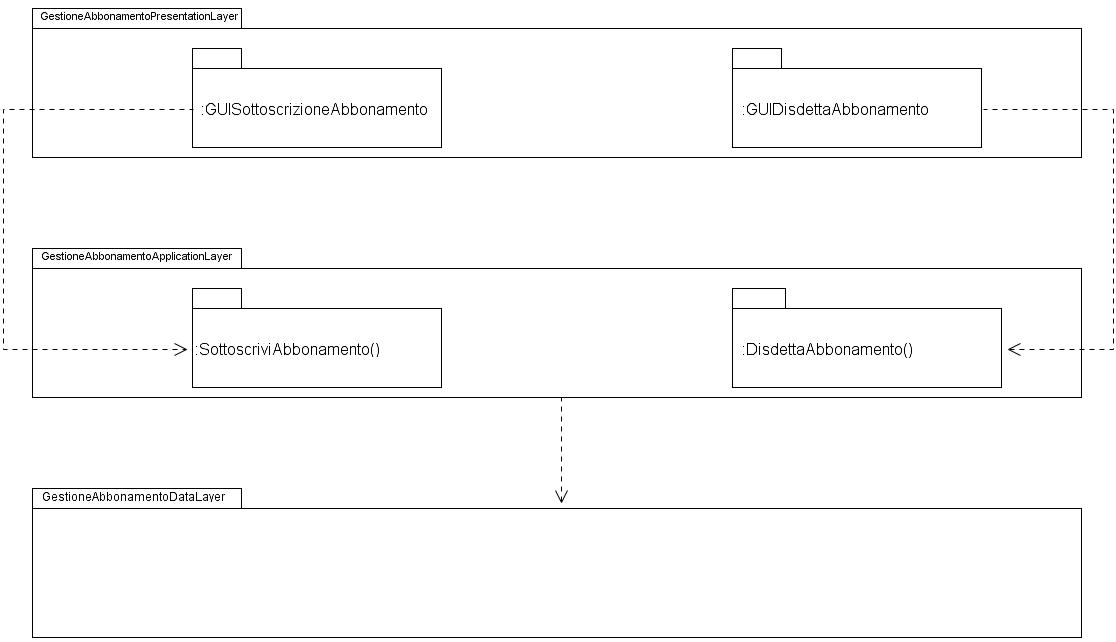 GestioneAbbonamentoPresentationLayer
:GUISottoscrizioneAbbonamento
:GUIDisdettaAbbonamento
GestioneAbbonamentoApplicationLayer
:SottoscriviAbbonamento()
:DisdettaAbbonamento()
GestioneAbbonamentoDataLayer